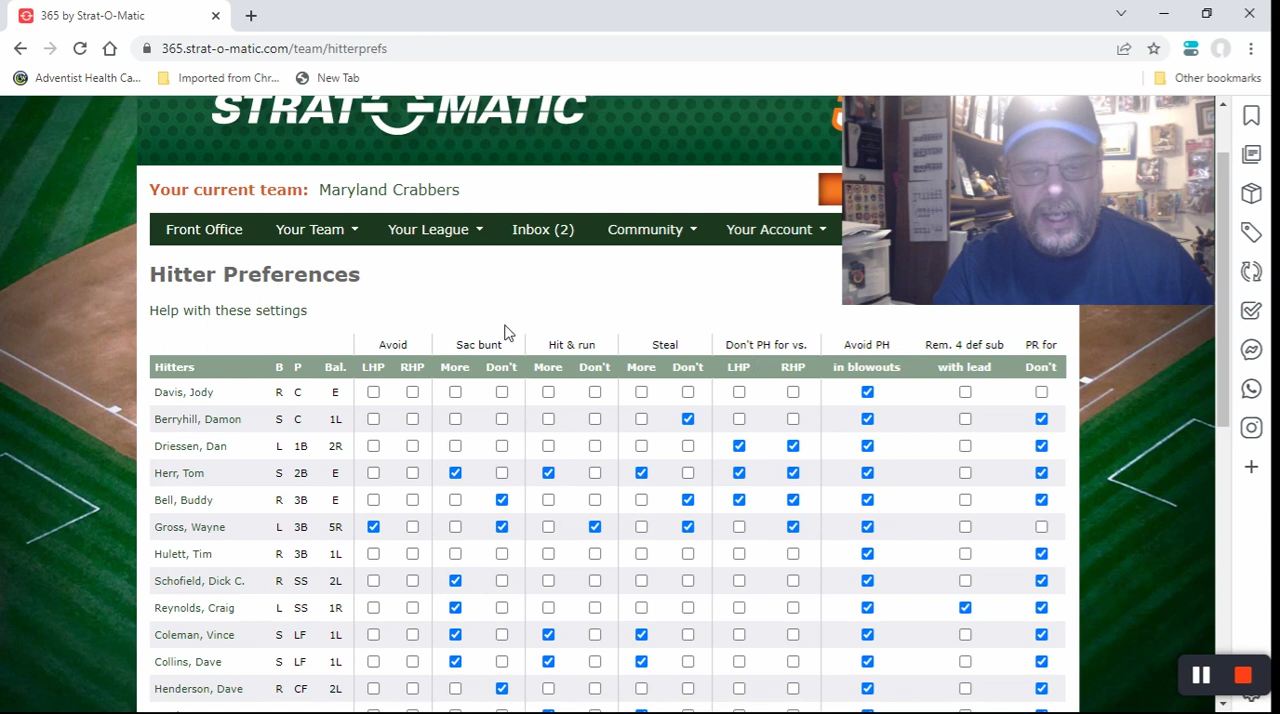 365 by Strat-O-Matic
365.strat-o-matic.com/team/hitterprefs
Adventist Health Ca... Imported from Chr... New Tab Other bookmarks
STRAT-O-MATIC
Your current team: Maryland Crabbers
Front Office Your Team Your League Inbox (2) Community Your Account
Hitter Preferences
Help with these settings
Avoid Sac bunt Hit & run Steal Don't PH for vs. Avoid PH Rem. 4 def sub PR for
Hitters B P Bal. LHP RHP More Don't More Don't More Don't LHP RHP in blowouts with lead Don't
Davis, Jody R C E
Berryhill, Damon S C 1L
Driessen, Dan L 1B 2R
Herr, Tom S 2B E
Bell, Buddy R 3B E
Gross, Wayne L 3B 5R
Hulett, Tim R 3B 1L
Schofield, Dick C. R SS 2L
Reynolds, Craig L SS 1R
Coleman, Vince S LF 1L
Collins, Dave S LF 1L
Henderson, Dave R CF 2L